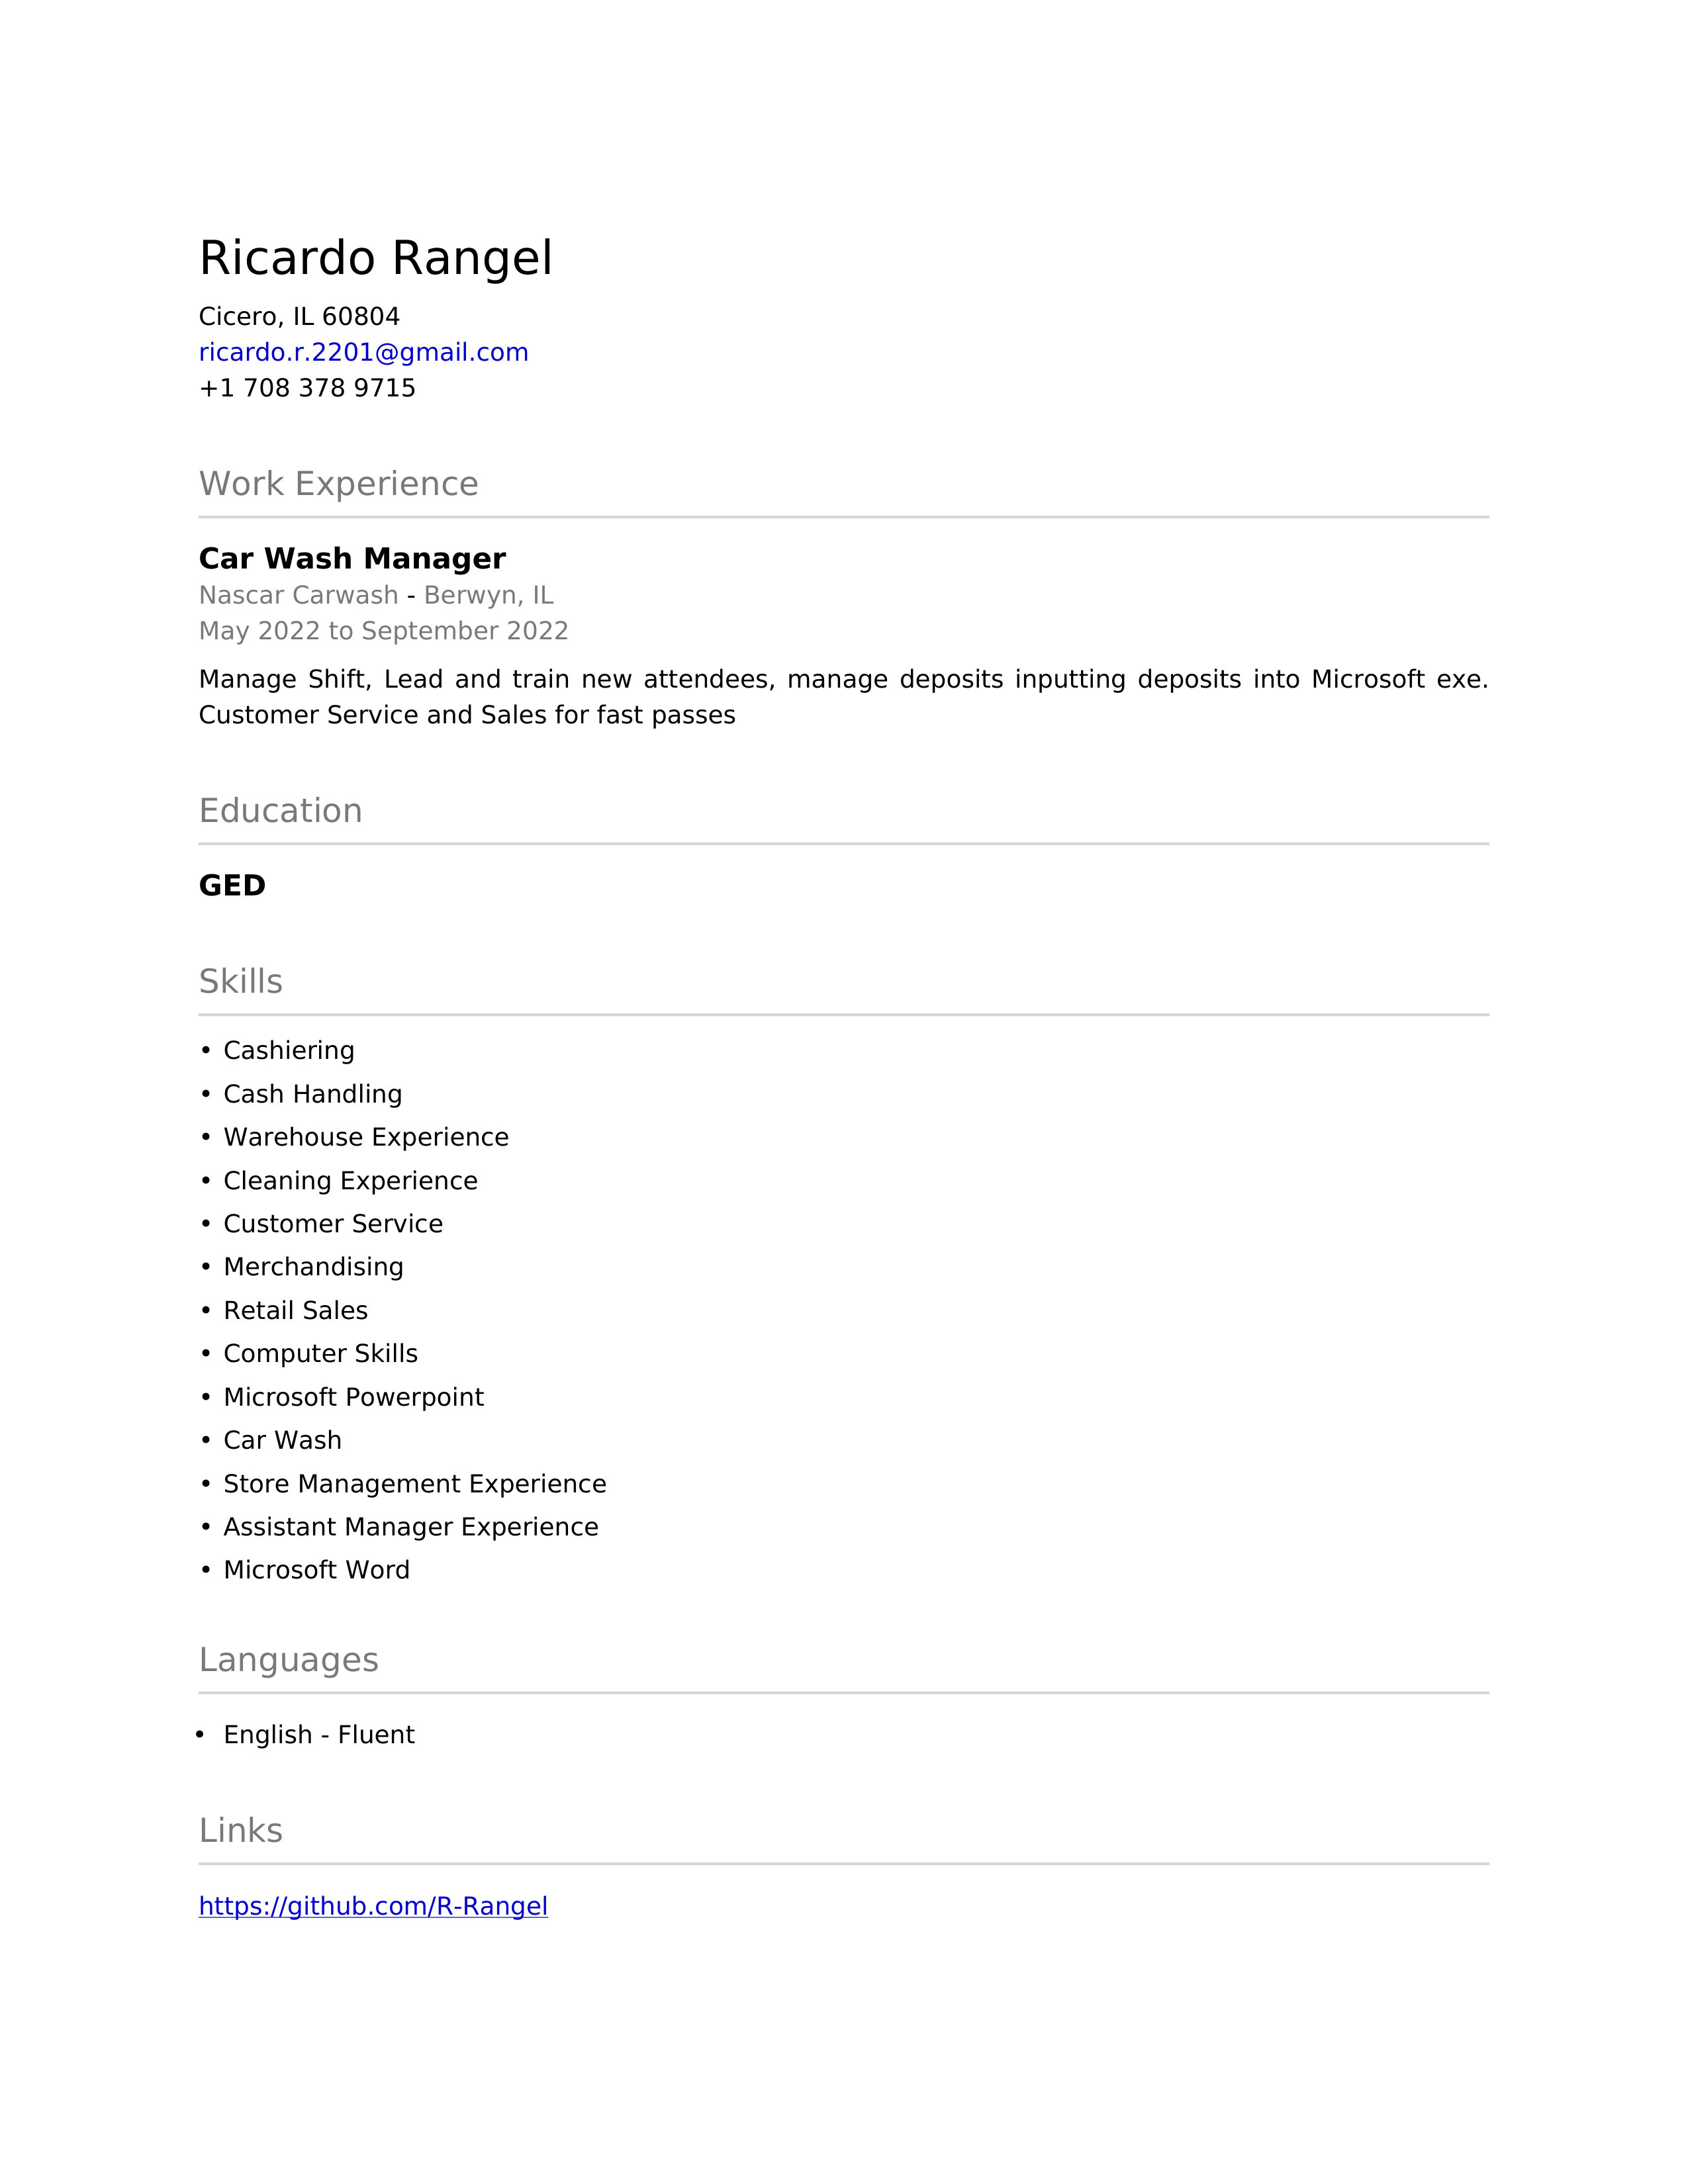 Ricardo Rangel
Cicero, IL 60804
ricardo.r.2201@gmail.com
+1 708 378 9715
Work Experience
Car Wash Manager
Nascar Carwash - Berwyn, IL
May 2022 to September 2022
Manage Shift, Lead and train new attendees, manage deposits inputting deposits into Microsoft exe.
Customer Service and Sales for fast passes
Education
GED
Skills
• Cashiering
• Cash Handling
• Warehouse Experience
• Cleaning Experience
• Customer Service
• Merchandising
• Retail Sales
• Computer Skills
• Microsoft Powerpoint
• Car Wash
• Store Management Experience
• Assistant Manager Experience
• Microsoft Word
Languages
• English - Fluent
Links
https://github.com/R-Rangel